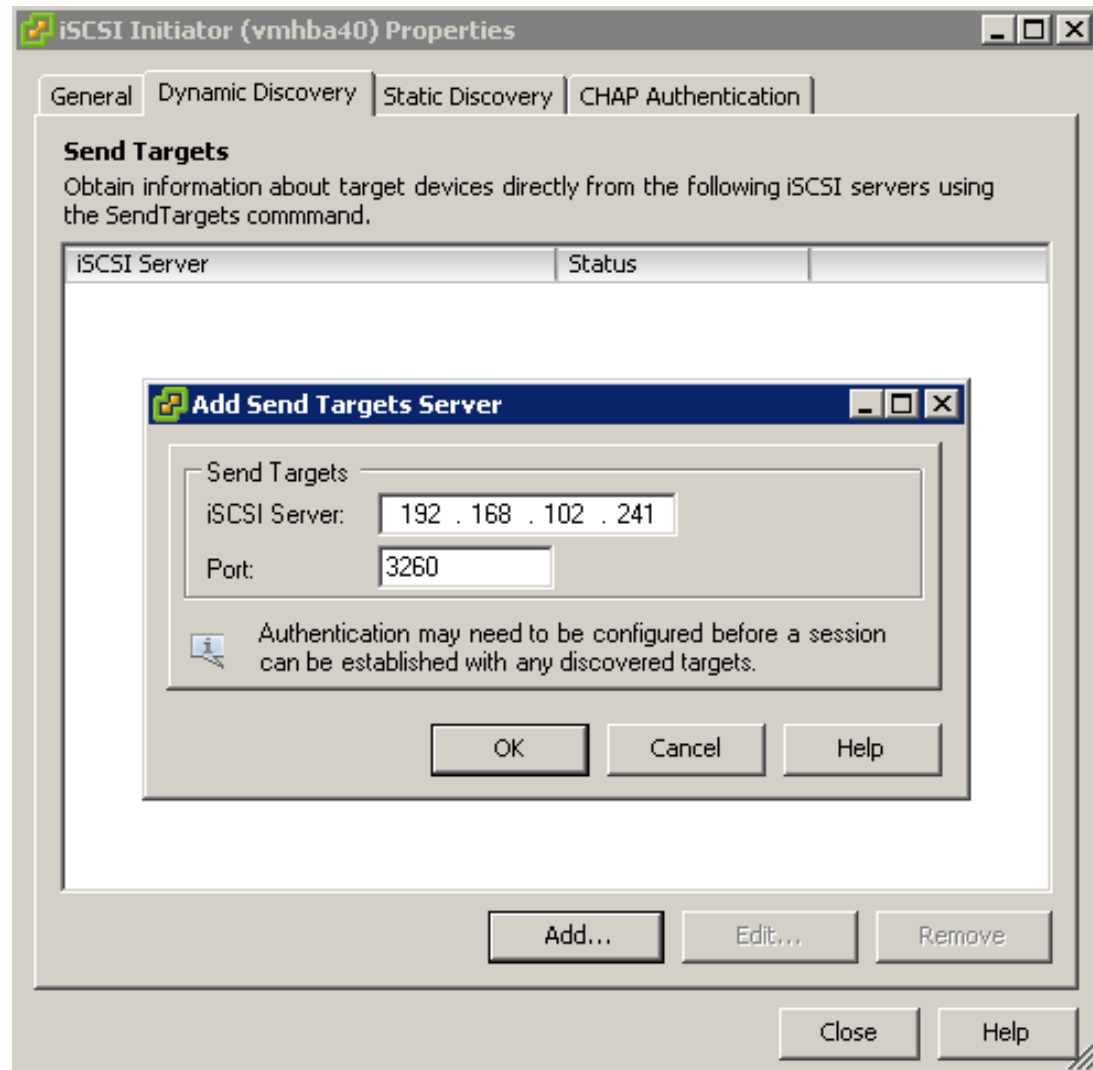 iSCSI Initiator (vmhba40) Properties
General Dynamic Discovery Static Discovery CHAP Authentication
Send Targets
Obtain information about target devices directly from the following iSCSI servers using
the SendTargets commmand.
iSCSI Server Status
Add Send Targets Server
Send Targets
iSCSI Server: 192 . 168 . 102 . 241
Port: 3260
Authentication may need to be configured before a session
can be established with any discovered targets.
OK Cancel Help
Add... Edit... Remove
Close Help